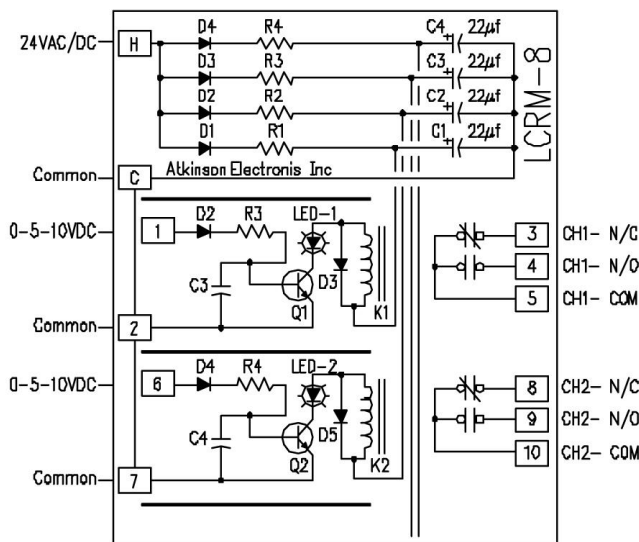 24VAC/DC H D4 R4 C4 22µf
D3 R3 C3 22µf
D2 R2 C2 22µf
D1 R1 C1 22µf
LCRM-8
Common C Atkinson Electronis Inc
0-5-10VDC 1 D2 R3 LED-1
C3 Q1 D3 K1
Common 2
3 CH1- N/C
4 CH1- N/O
5 CH1- COM
0-5-10VDC 6 D4 R4 LED-2
C4 Q2 D5 K2
Common 7
8 CH2- N/C
9 CH2- N/O
10 CH2- COM